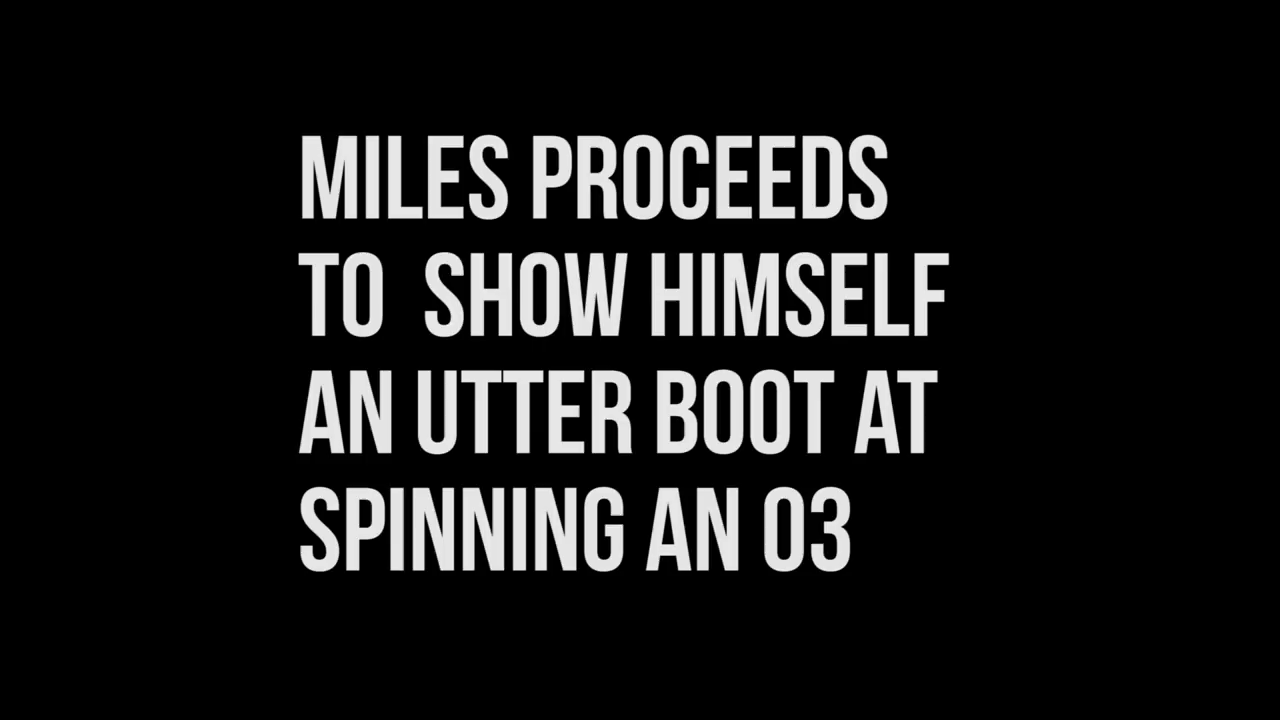 MILES PROCEEDS
TO  SHOW HIMSELF
AN UTTER BOOT AT
SPINNING AN O3